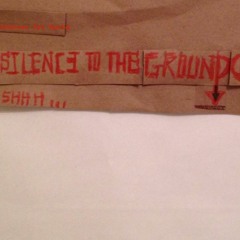 SILENCE TO THE GROUND
SHHH...